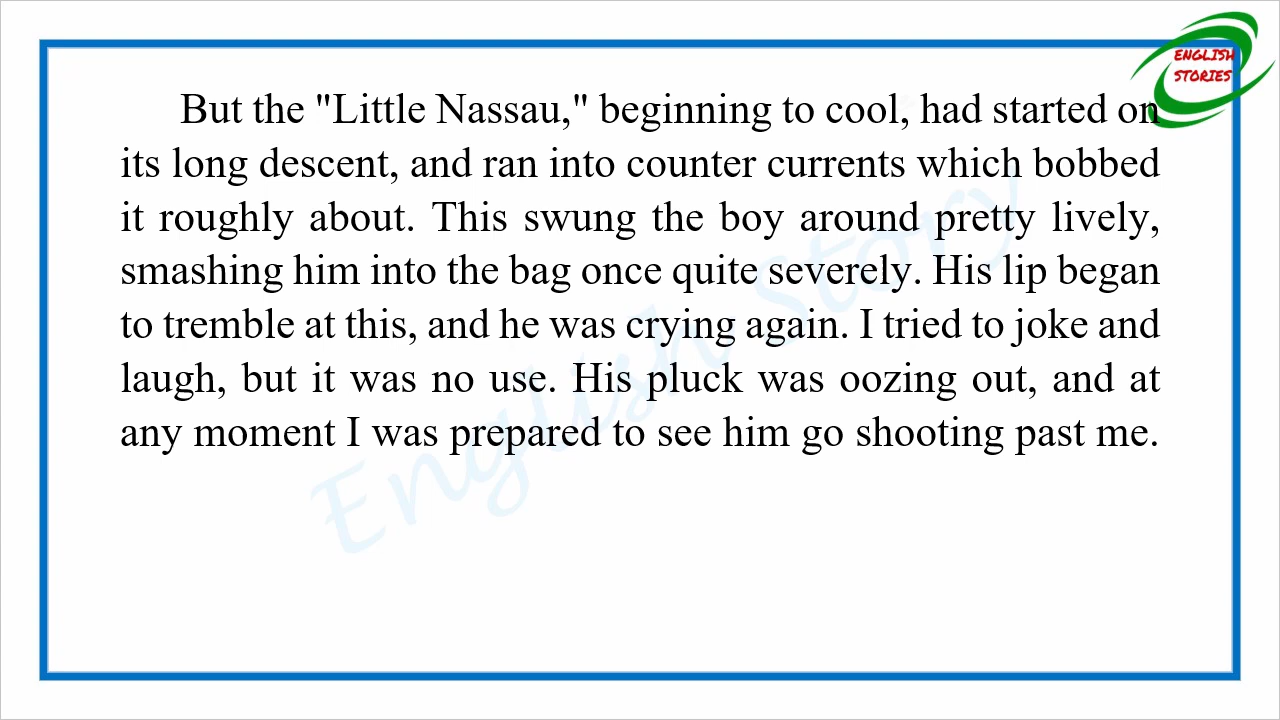 ENGLISH
STORIES
But the "Little Nassau," beginning to cool, had started on
its long descent, and ran into counter currents which bobbed
it roughly about. This swung the boy around pretty lively,
smashing him into the bag once quite severely. His lip began
to tremble at this, and he was crying again. I tried to joke and
laugh, but it was no use. His pluck was oozing out, and at
any moment I was prepared to see him go shooting past me.
English Story